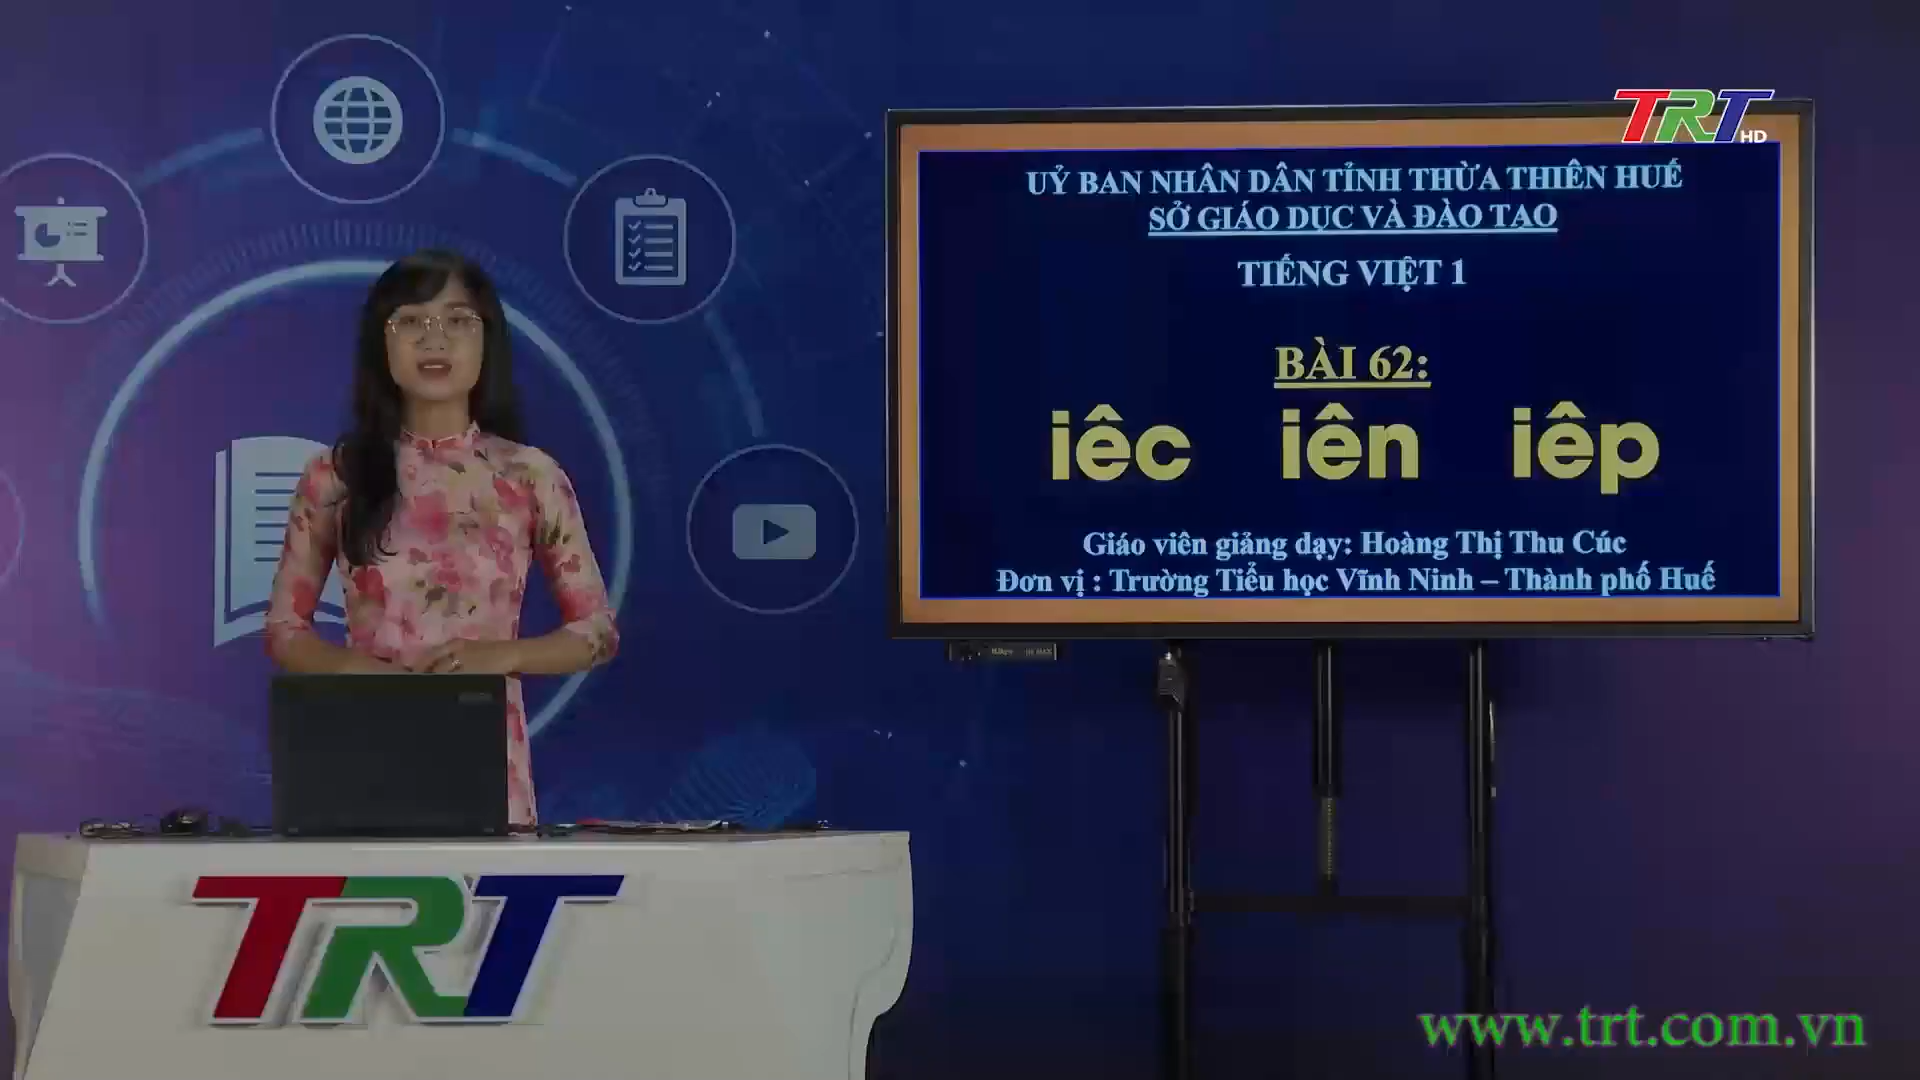 TRT HD
UỶ BAN NHÂN DÂN TỈNH THỪA THIÊN HUẾ
SỞ GIÁO DỤC VÀ ĐÀO TẠO
TIẾNG VIỆT 1
BÀI 62:
iêc iên iêp
Giáo viên giảng dạy: Hoàng Thị Thu Cúc
Đơn vị : Trường Tiểu học Vĩnh Ninh – Thành phố Huế
TRT
www.trt.com.vn